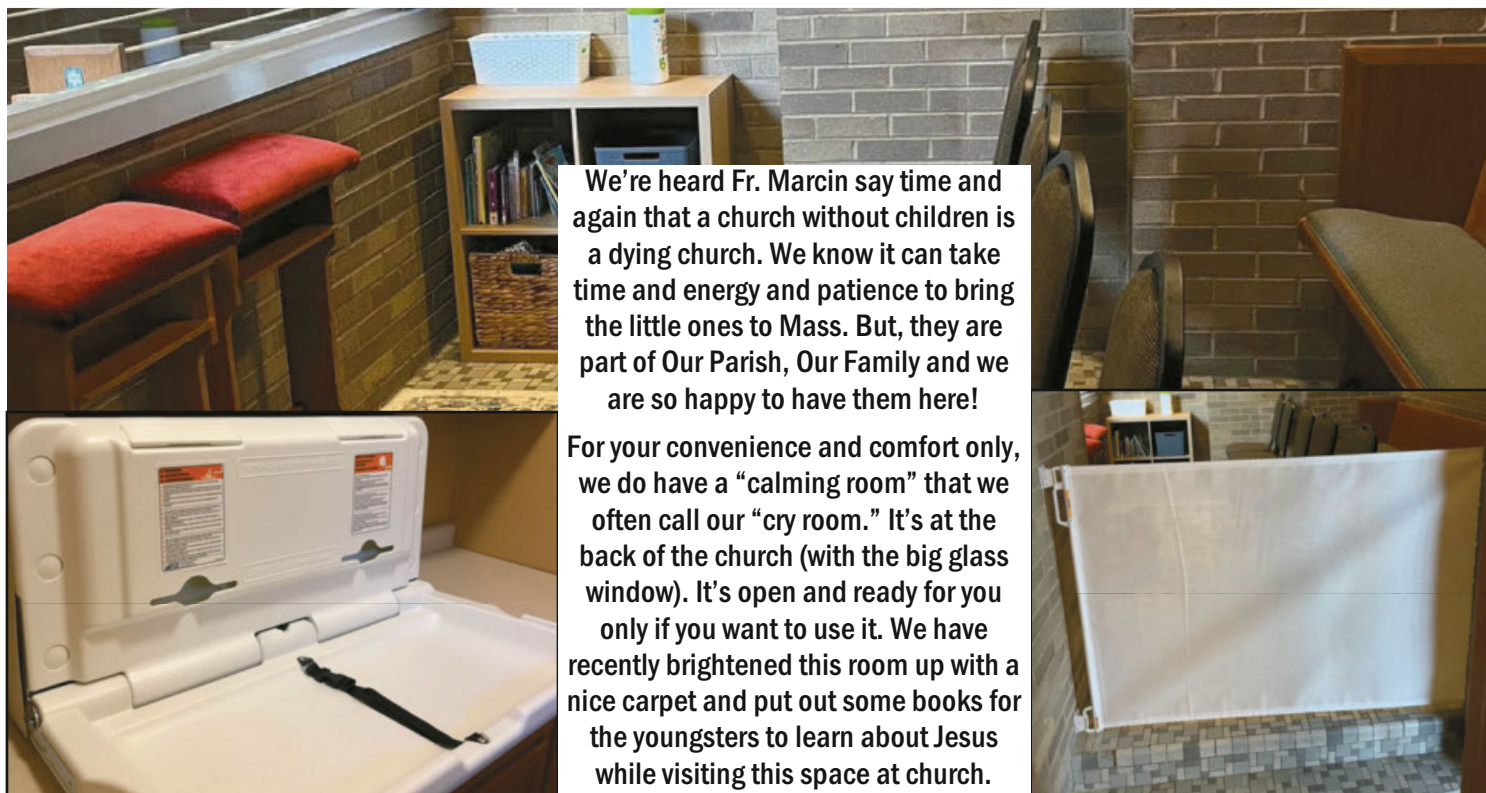 We're heard Fr. Marcin say time and
again that a church without children is
a dying church. We know it can take
time and energy and patience to bring
the little ones to Mass. But, they are
part of Our Parish, Our Family and we
are so happy to have them here!
For your convenience and comfort only,
we do have a “calming room” that we
often call our “cry room.” It’s at the
back of the church (with the big glass
window). It’s open and ready for you
only if you want to use it. We have
recently brightened this room up with a
nice carpet and put out some books for
the youngsters to learn about Jesus
while visiting this space at church.